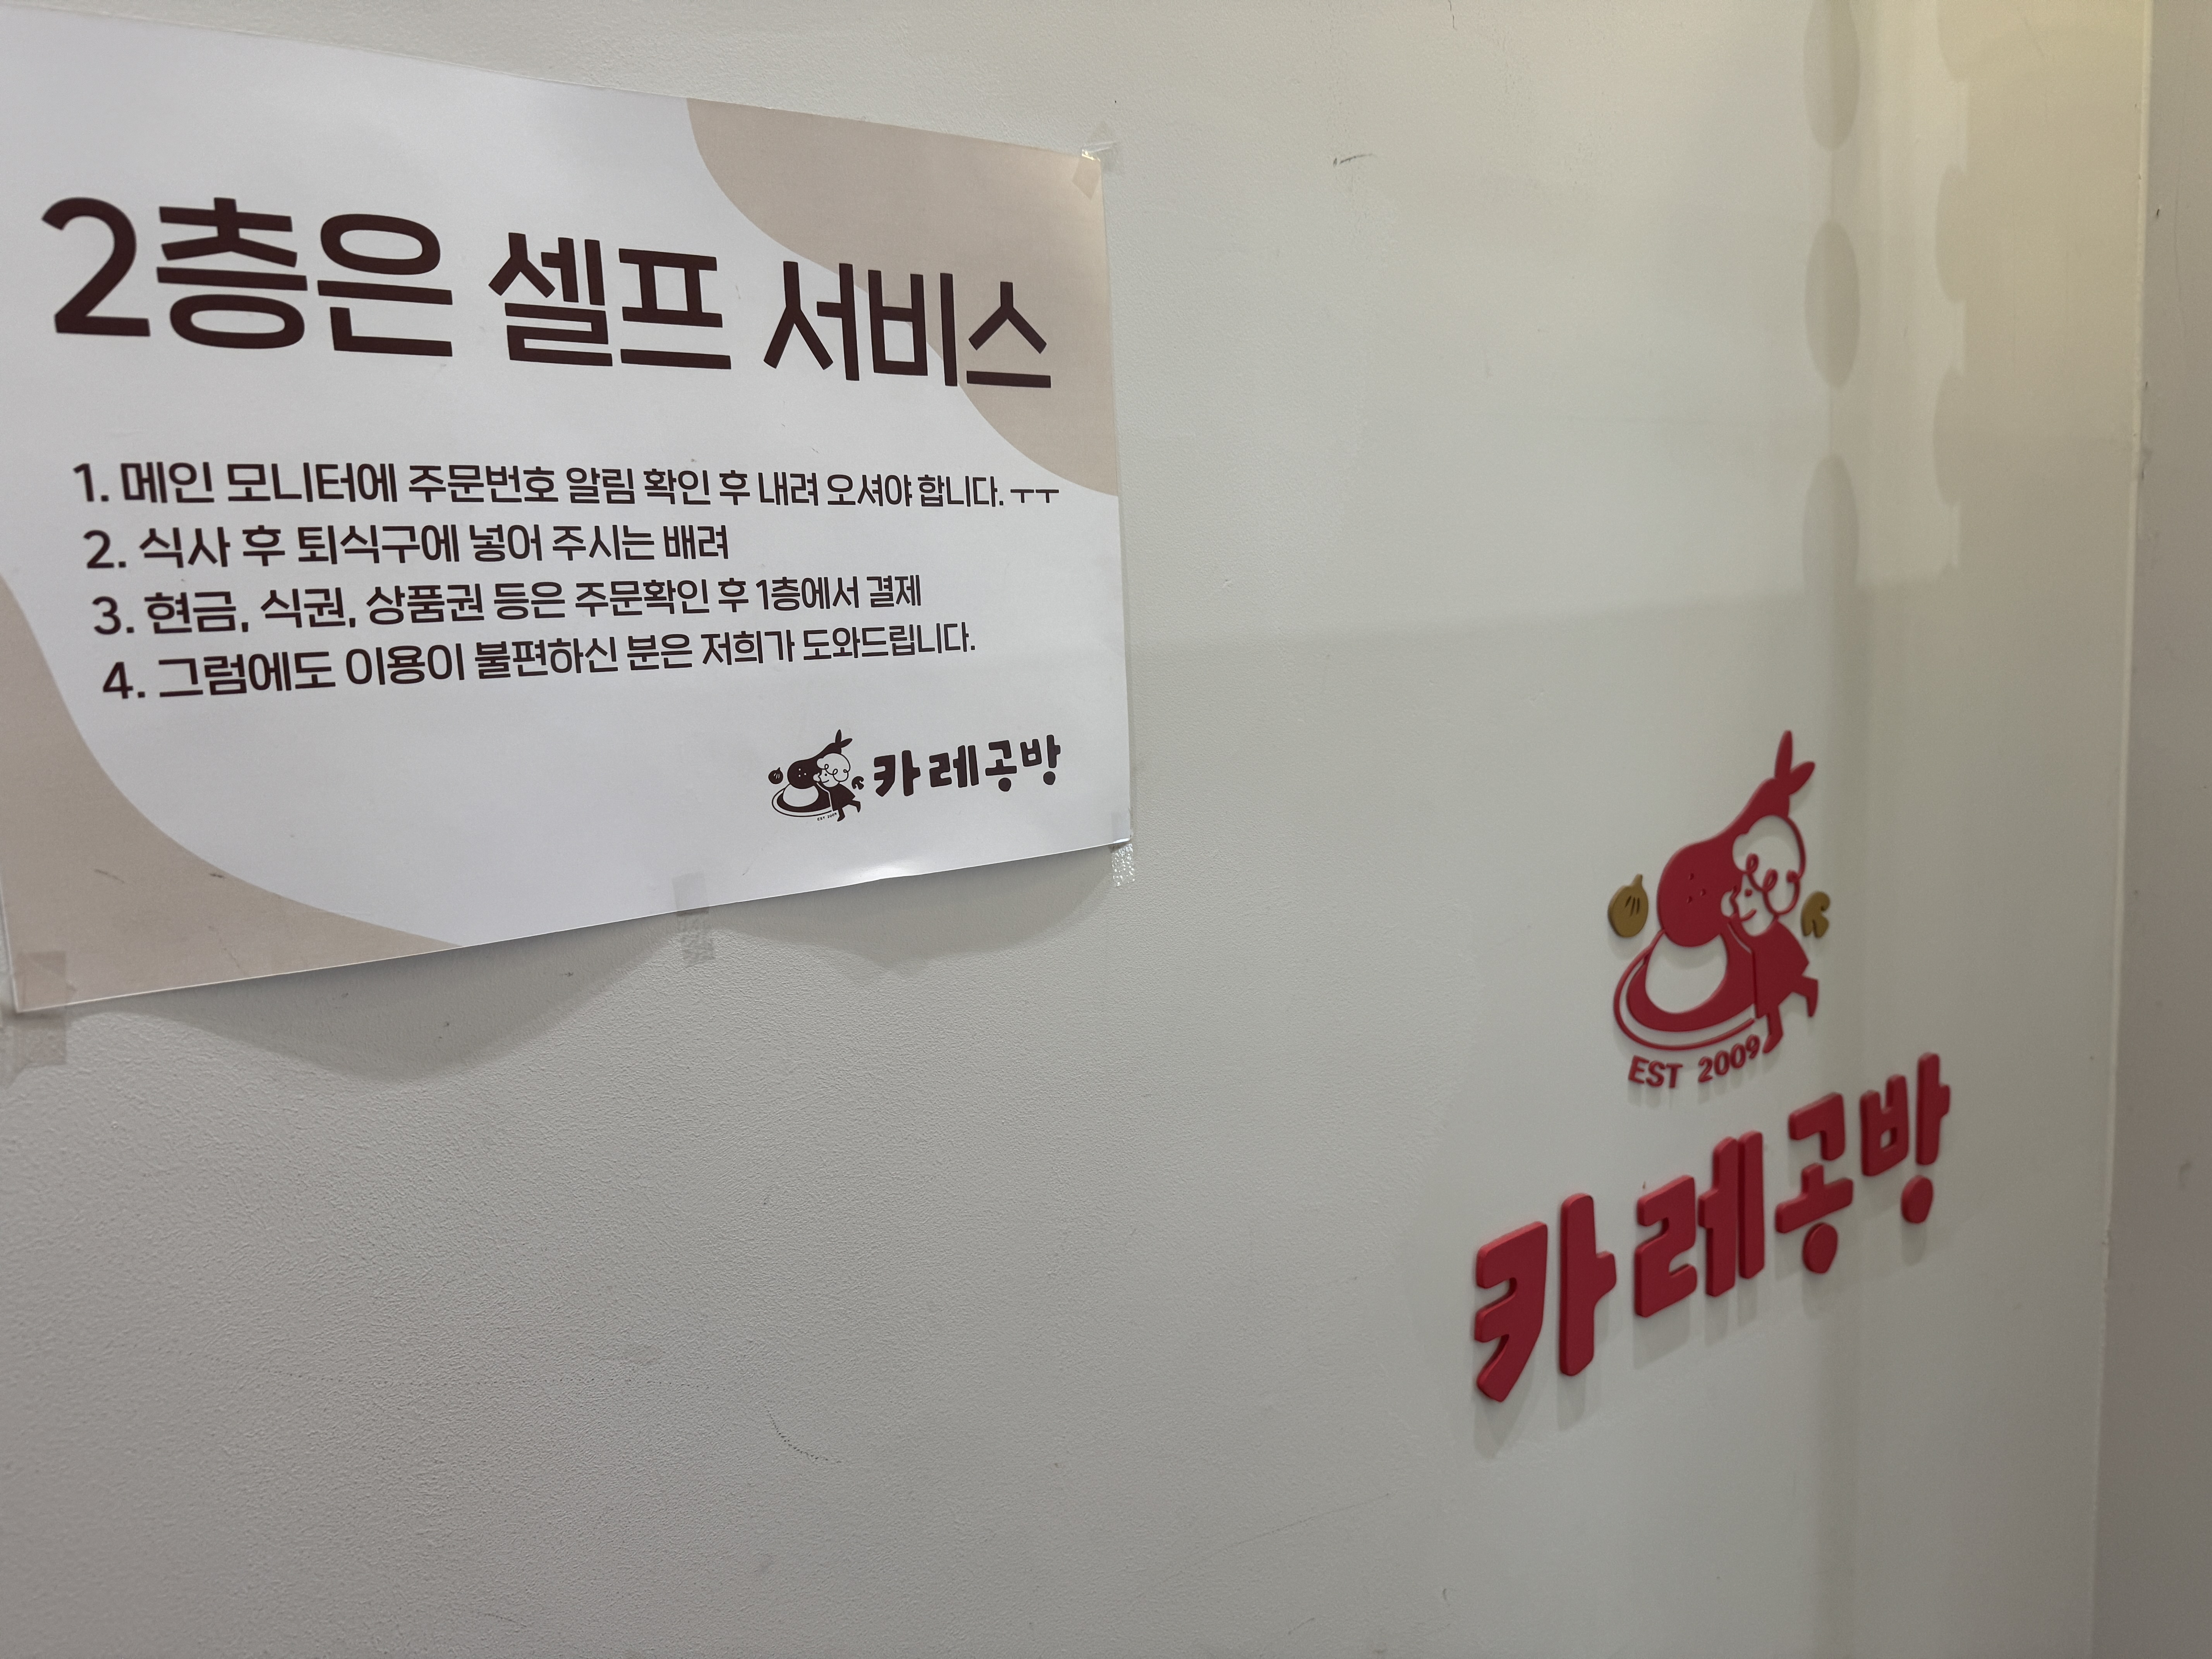 2층은 셀프 서비스
1. 메인 모니터에 주문번호 알림 확인 후 내려 오셔야 합니다. ㅜㅜ
2. 식사 후 퇴식구에 넣어 주시는 배려
3. 현금, 식권, 상품권 등은 주문확인 후 1층에서 결제
4. 그럼에도 이용이 불편하신 분은 저희가 도와드립니다.
카레공방
EST 2009
EST 2009
카레공방